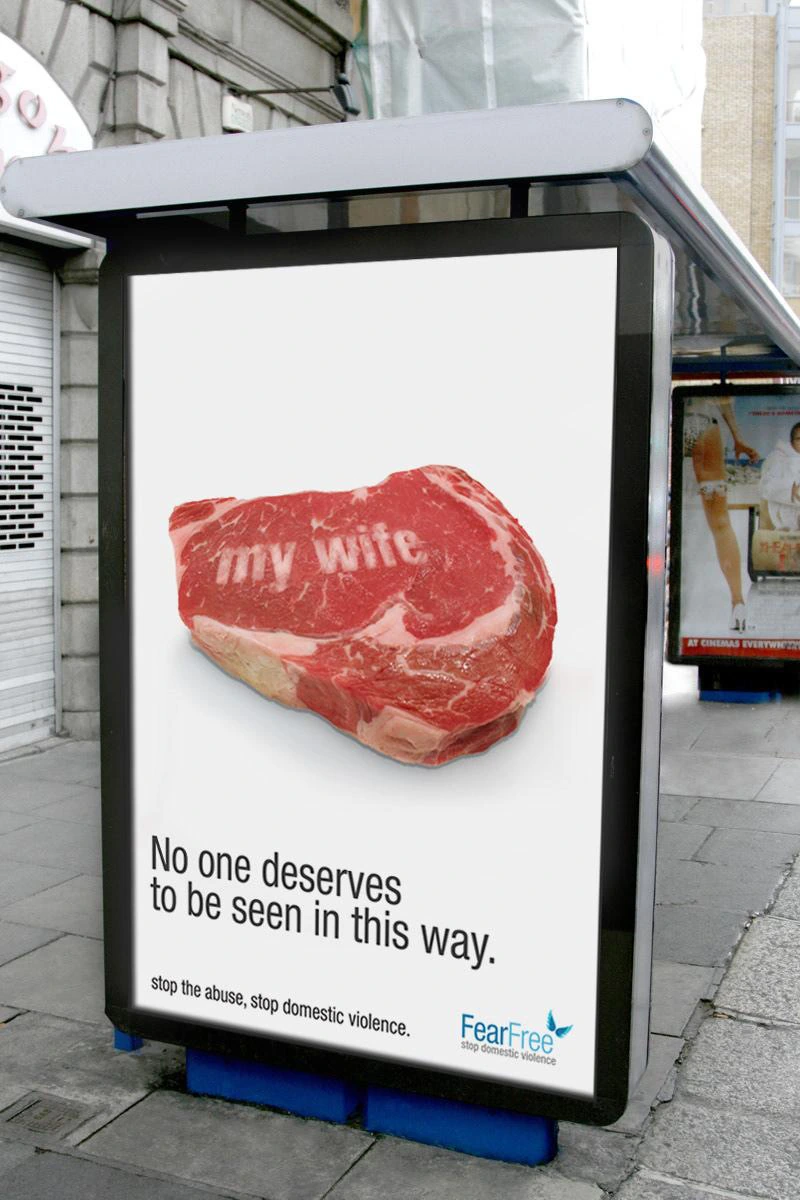 my wife
No one deserves
to be seen in this way.
stop the abuse, stop domestic violence.
FearFree
stop domestic violence
AT CINEMAS EVERYWH